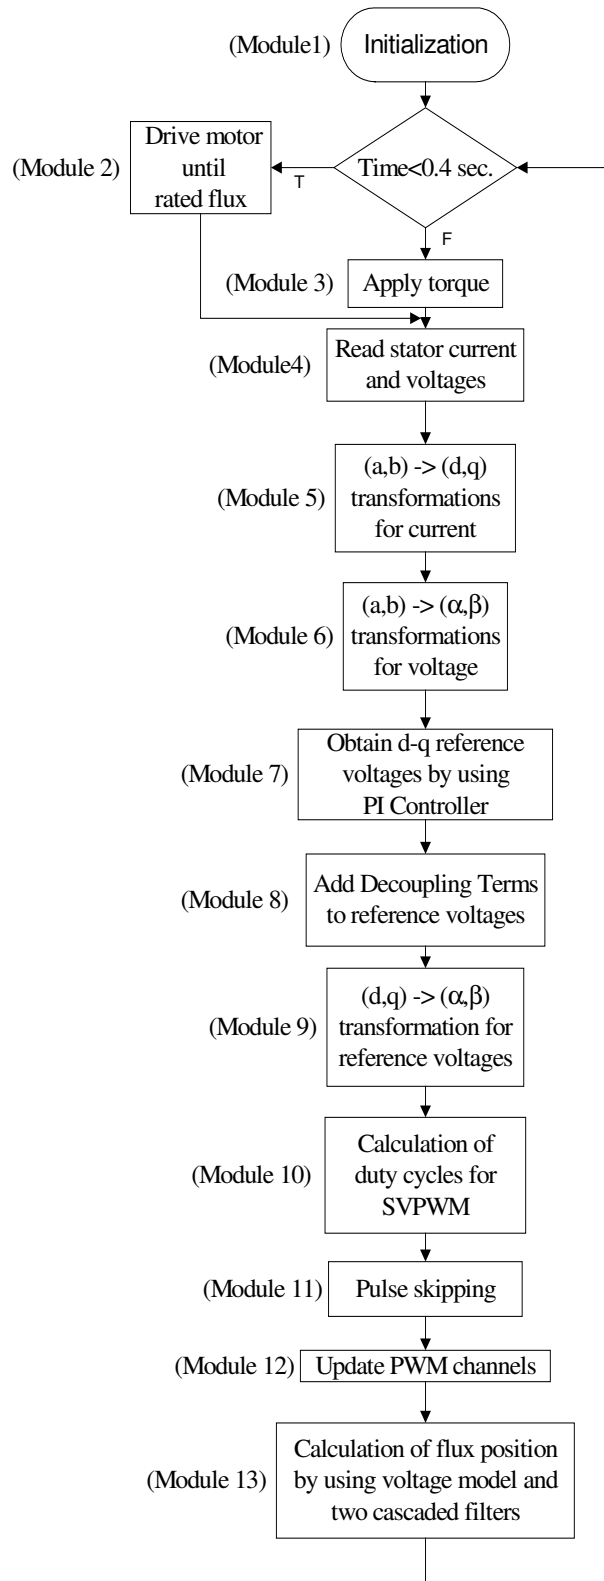 (Module1)
Initialization
Drive motor
until
rated flux
(Module 2)
Time<0.4 sec.
T
F
(Module 3)
Apply torque
(Module4)
Read stator current
and voltages
(Module 5)
(a,b) -> (d,q)
transformations
for current
(Module 6)
(a,b) -> (α,β)
transformations
for voltage
(Module 7)
Obtain d-q reference
voltages by using
PI Controller
(Module 8)
Add Decoupling Terms
to reference voltages
(Module 9)
(d,q) -> (α,β)
transformation for
reference voltages
(Module 10)
Calculation of
duty cycles for
SVPWM
(Module 11)
Pulse skipping
(Module 12)
Update PWM channels
(Module 13)
Calculation of flux position
by using voltage model and
two cascaded filters